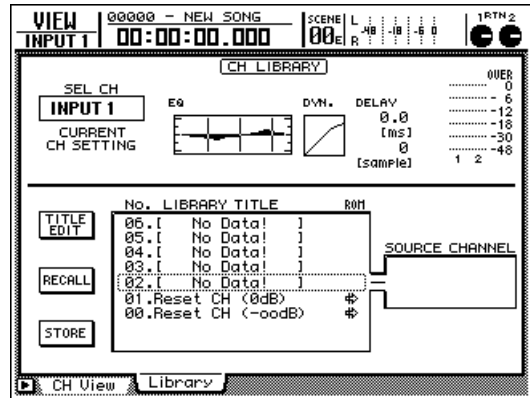 VIEW
INPUT 1
00000 - NEW SONG
00:00:00.000
SCENE
00E
L
R
-48 -18 -6 0
1RTN2
CH LIBRARY
SEL CH
INPUT 1
CURRENT
CH SETTING
EQ
DYN.
DELAY
0.0
[ms]
0
[sample]
OVER
0
- 6
-12
-18
-30
-48
1 2
No. LIBRARY TITLE ROM
TITLE
EDIT
RECALL
STORE
06.[ No Data! ]
05.[ No Data! ]
04.[ No Data! ]
03.[ No Data! ]
02.[ No Data! ]
01.Reset CH (0dB)
00.Reset CH (-oodB)
SOURCE CHANNEL
CH View
Library